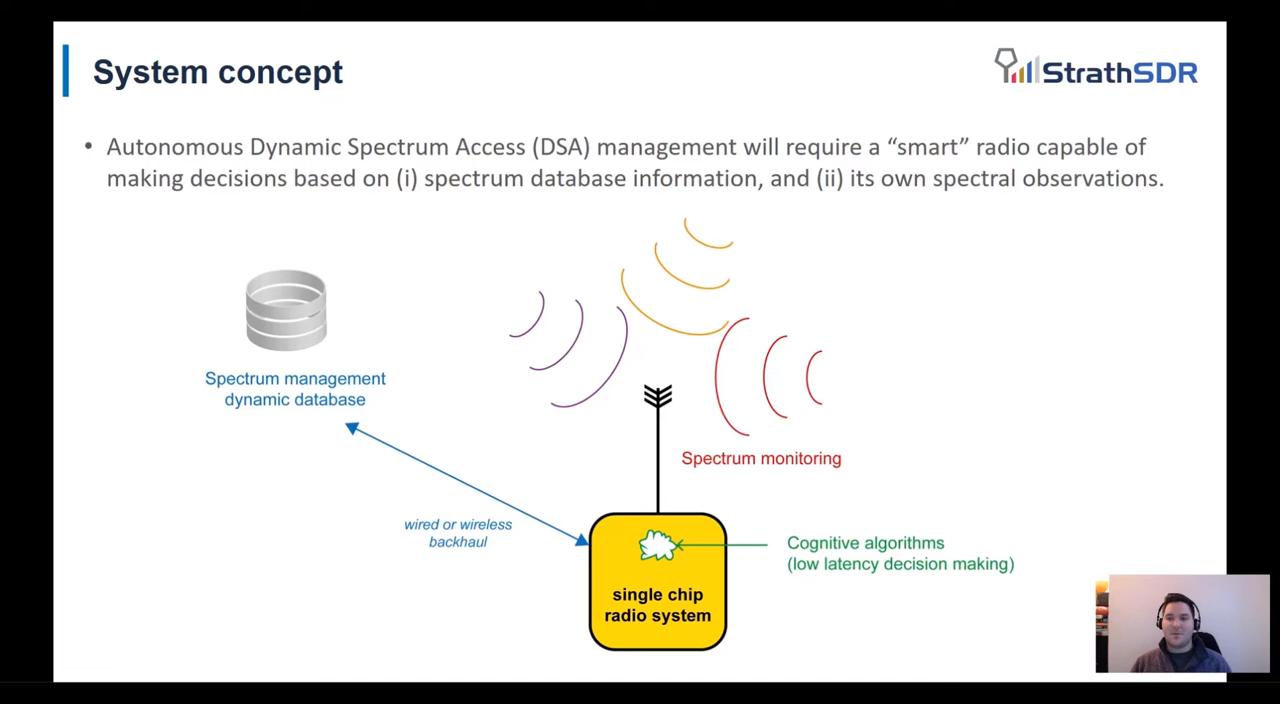 System concept
StrathSDR
• Autonomous Dynamic Spectrum Access (DSA) management will require a “smart” radio capable of
making decisions based on (i) spectrum database information, and (ii) its own spectral observations.
Spectrum management
dynamic database
Spectrum monitoring
wired or wireless
backhaul
Cognitive algorithms
(low latency decision making)
single chip
radio system